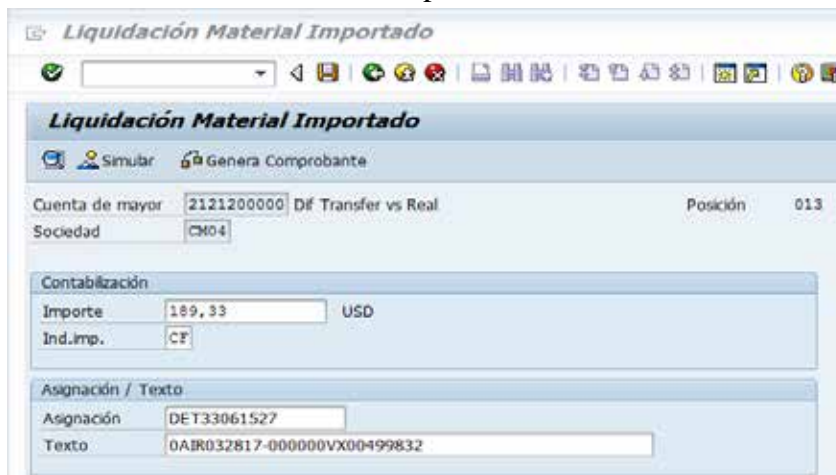 Liquidación Material Importado
Liquidación Material Importado
Simular Genera Comprobante
Cuenta de mayor 2121200000 Dif Transfer vs Real Posición 013
Sociedad CM04
Contabilización
Importe 189,33 USD
Ind.imp. CF
Asignación / Texto
Asignación DET33061527
Texto 0AIR032817-000000VX00499832